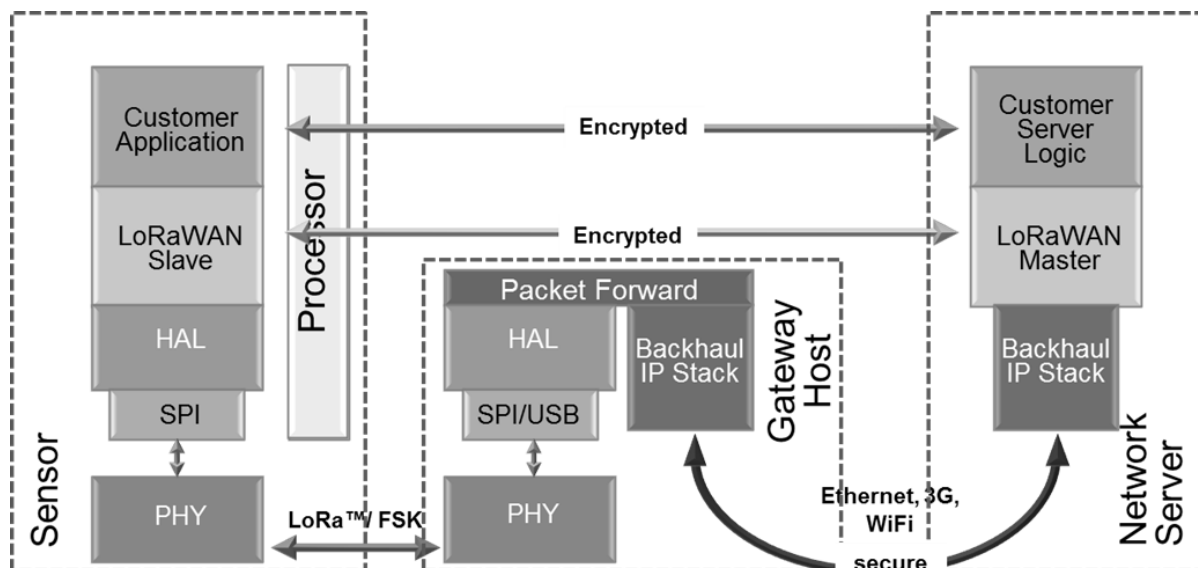 Customer
Application
LoRaWAN
Slave
HAL
SPI
PHY
Sensor
Processor
Encrypted
Encrypted
LoRa™/ FSK
Packet Forward
HAL
SPI/USB
PHY
Backhaul
IP Stack
Gateway
Host
Ethernet, 3G,
WiFi
secure
Customer
Server
Logic
LoRaWAN
Master
Backhaul
IP Stack
Network
Server